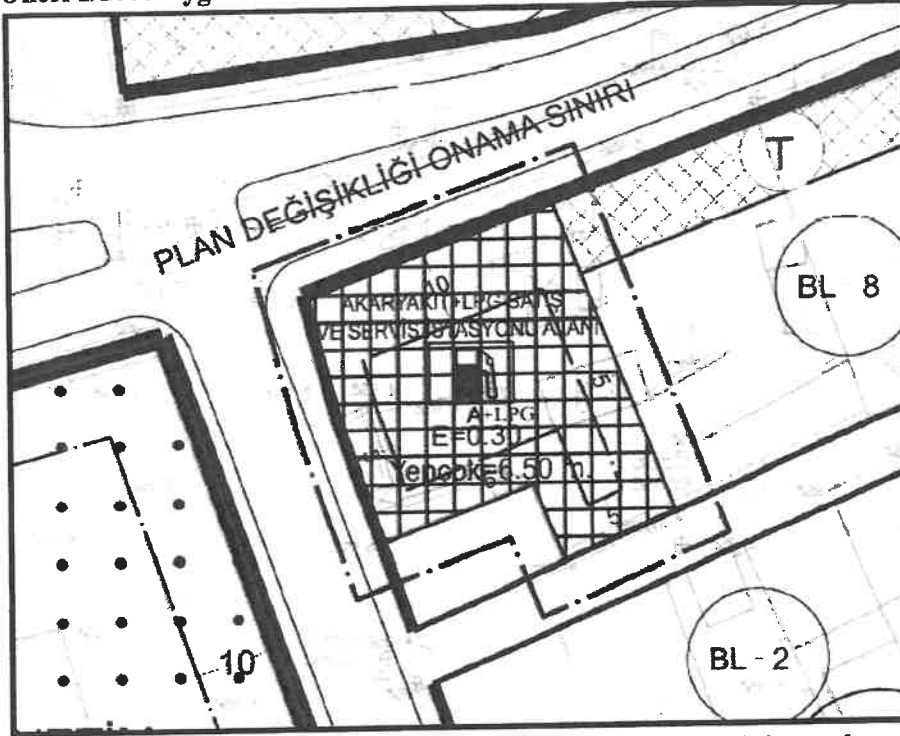 PLAN DEĞİŞİKLİĞİ ONAMA SINIRI
T
BL 8
10
AKARYAKIT+LPG SATIŞ
VE SERVİS İSTASYONU ALANI
5
A+LPG
E=0.30
Yençok=6.50 m.
5
5
10
BL - 2